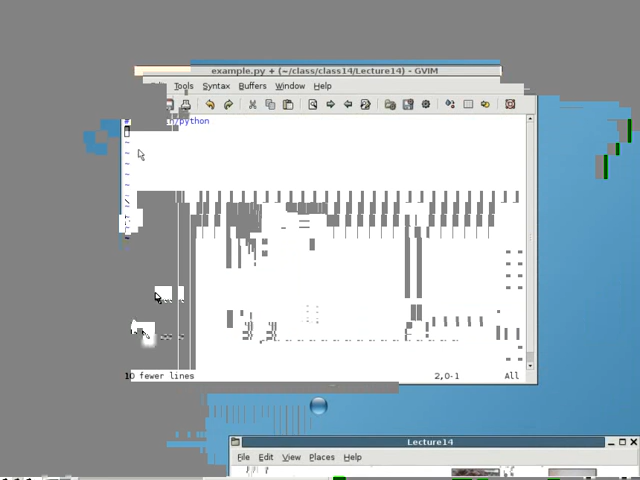 example.py + (~/class/class14/Lecture14) - GVIM
Tools Syntax Buffers Window Help
# n/python
~
~
~
~
~
~
~
~
10 fewer lines 2,0-1 All
Lecture14
File Edit View Places Help